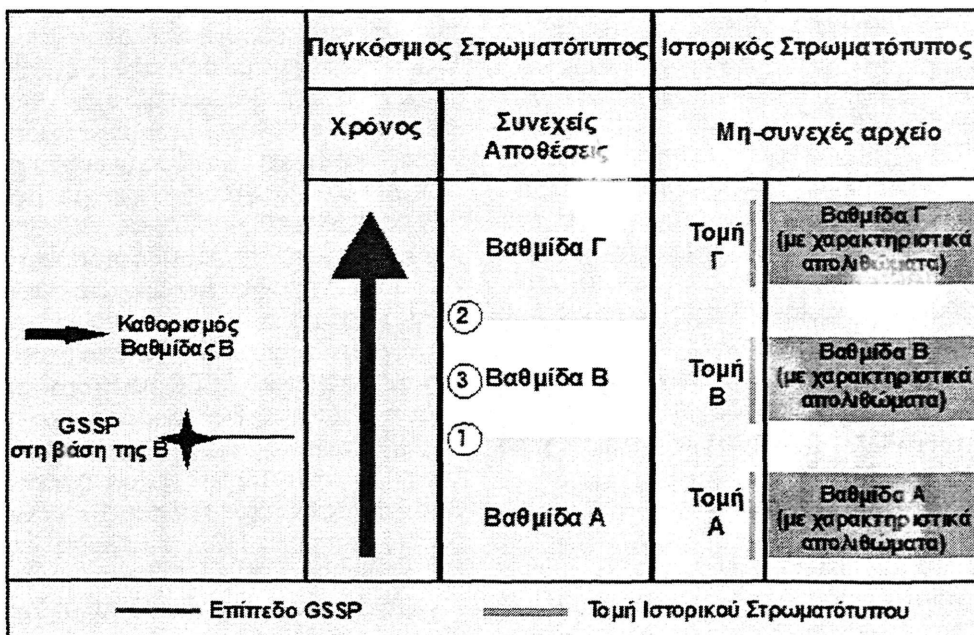 Παγκόσμιος Στρωματότυπος
Ιστορικός Στρωματότυπος
Χρόνος
Συνεχείς
Αποθέσεις
Μη-συνεχές αρχείο
Βαθμίδα Γ
Τομή
Γ
Βαθμίδα Γ
(με χαρακτηριστικά
απολιθώματα)
2
Καθορισμός
Βαθμίδας Β
3
Βαθμίδα Β
Τομή
Β
Βαθμίδα Β
(με χαρακτηριστικά
απολιθώματα)
GSSP
στη βάση της Β
1
Βαθμίδα Α
Τομή
Α
Βαθμίδα Α
(με χαρακτηριστικά
απολιθώματα)
Επίπεδο GSSP
Τομή Ιστορικού Στρωματότυπου